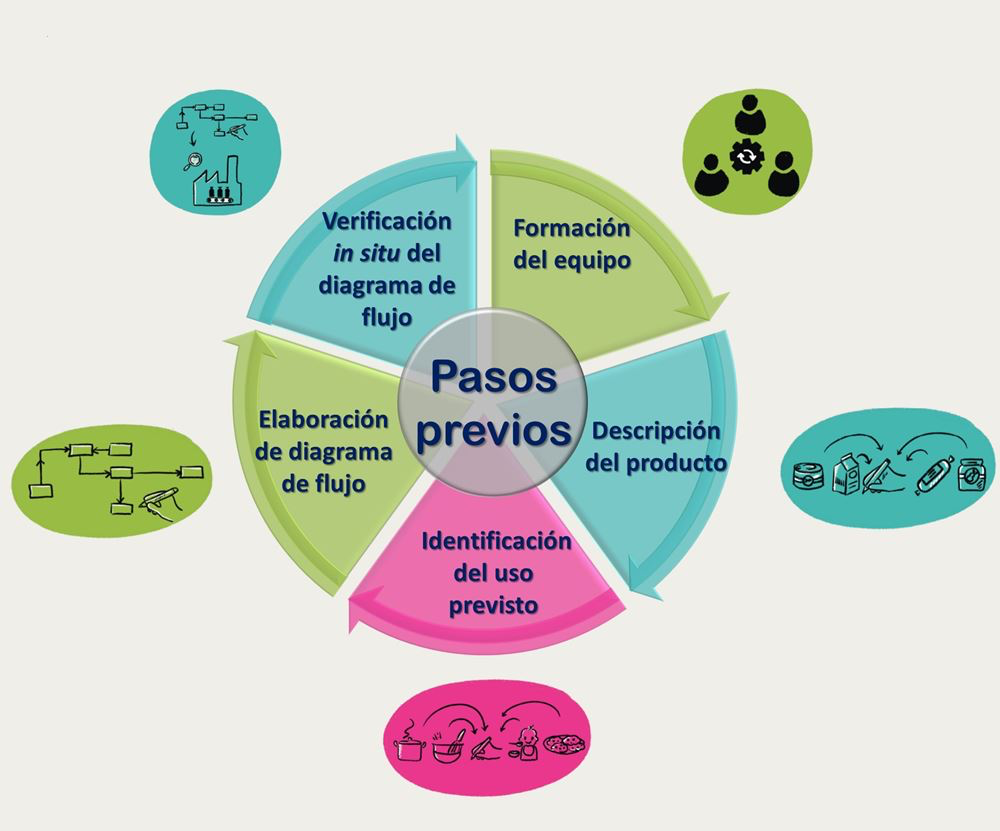 Formación
del equipo
Descripción
del producto
Identificación
del uso
previsto
Elaboración
de diagrama
de flujo
Verificación
in situ del
diagrama de
flujo
Pasos
previos